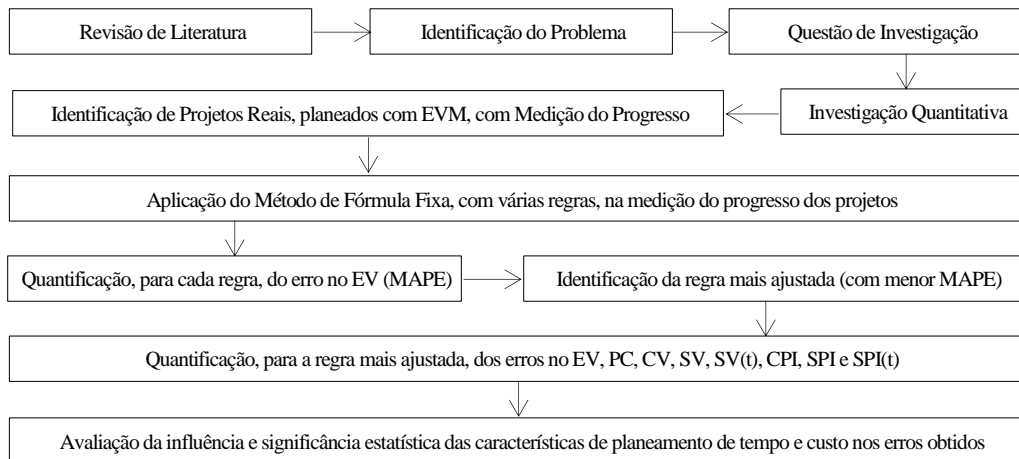 Revisão de Literatura
Identificação do Problema
Questão de Investigação
Investigação Quantitativa
Identificação de Projetos Reais, planeados com EVM, com Medição do Progresso
Aplicação do Método de Fórmula Fixa, com várias regras, na medição do progresso dos projetos
Quantificação, para cada regra, do erro no EV (MAPE)
Identificação da regra mais ajustada (com menor MAPE)
Quantificação, para a regra mais ajustada, dos erros no EV, PC, CV, SV, SV(t), CPI, SPI e SPI(t)
Avaliação da influência e significância estatística das características de planeamento de tempo e custo nos erros obtidos